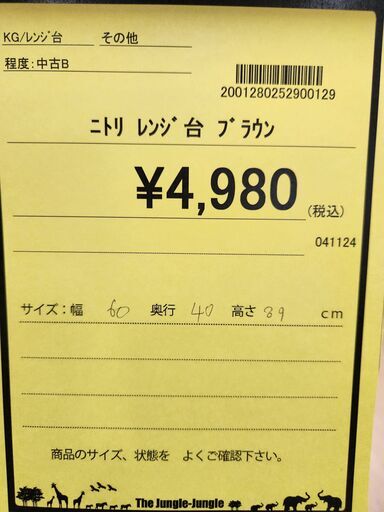 KG/ﾚﾝｼﾞ台 その他
程度:中古B
2001280252900129
ﾆﾄﾘ ﾚﾝｼﾞ台 ﾌﾞﾗｳﾝ
¥4,980(税込)
041124
サイズ:幅 60 奥行 40 高さ 89 cm
商品のサイズ、状態を よくご確認下さい。
The Jungle-Jungle